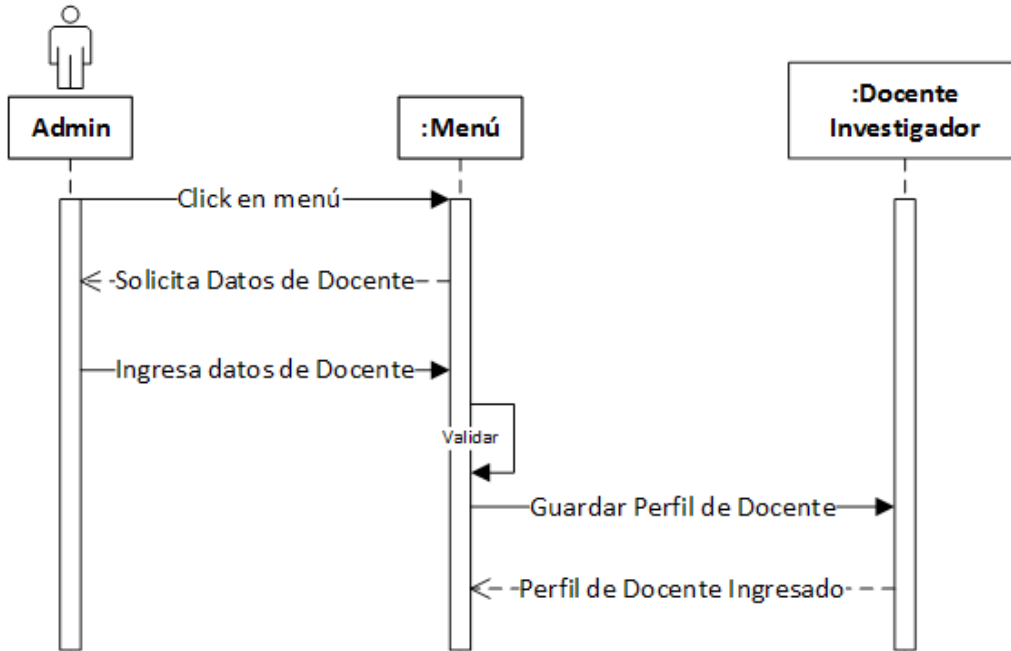 Admin
:Menú
:Docente
Investigador
Click en menú
Solicita Datos de Docente
Ingresa datos de Docente
Validar
Guardar Perfil de Docente
Perfil de Docente Ingresado